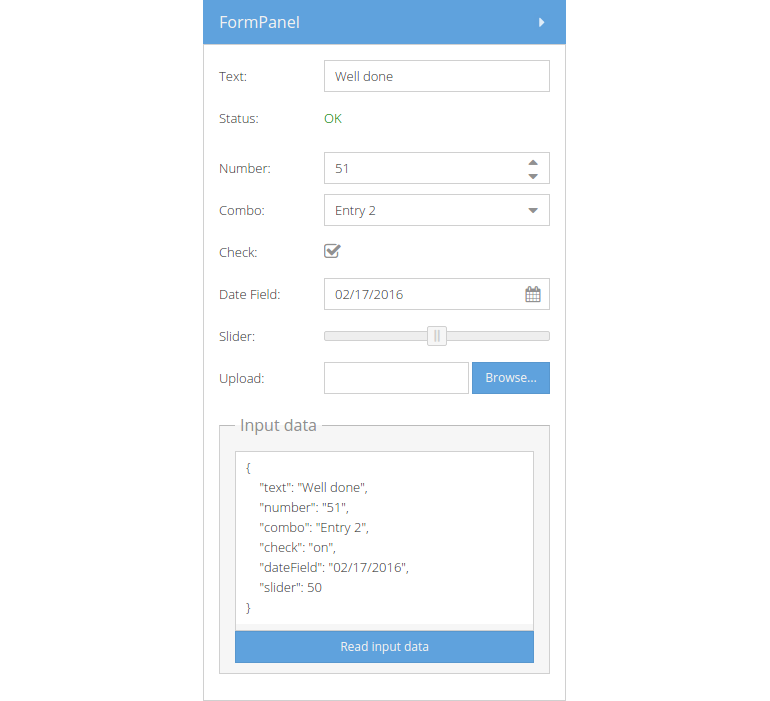 FormPanel
Text: Well done
Status: OK
Number: 51
Combo: Entry 2
Check:
Date Field: 02/17/2016
Slider:
Upload: Browse...
Input data
{
"text": "Well done",
"number": "51",
"combo": "Entry 2",
"check": "on",
"dateField": "02/17/2016",
"slider": 50
}
Read input data